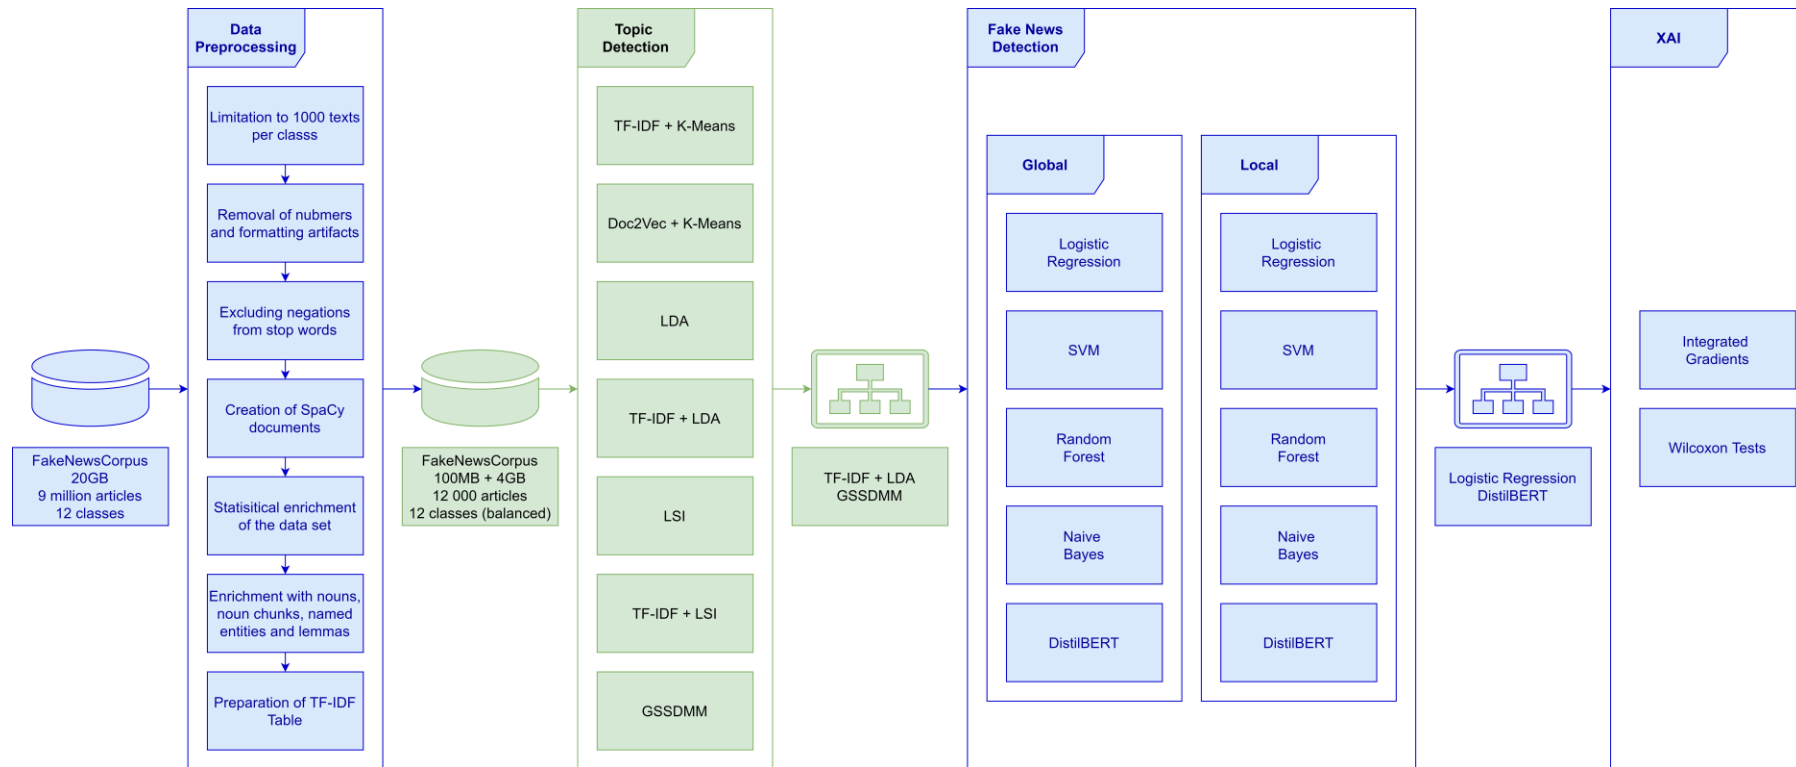 Data
Preprocessing
Limitation to 1000 texts
per classs
Removal of nubmers
and formatting artifacts
Excluding negations
from stop words
Creation of SpaCy
documents
Statisitical enrichment
of the data set
Enrichment with nouns,
noun chunks, named
entities and lemmas
Preparation of TF-IDF
Table
FakeNewsCorpus
20GB
9 million articles
12 classes
FakeNewsCorpus
100MB + 4GB
12 000 articles
12 classes (balanced)
Topic
Detection
TF-IDF + K-Means
Doc2Vec + K-Means
LDA
TF-IDF + LDA
LSI
TF-IDF + LSI
GSSDMM
TF-IDF + LDA
GSSDMM
Fake News
Detection
Global
Logistic
Regression
SVM
Random
Forest
Naive
Bayes
DistilBERT
Local
Logistic
Regression
SVM
Random
Forest
Naive
Bayes
DistilBERT
Logistic Regression
DistilBERT
XAI
Integrated
Gradients
Wilcoxon Tests